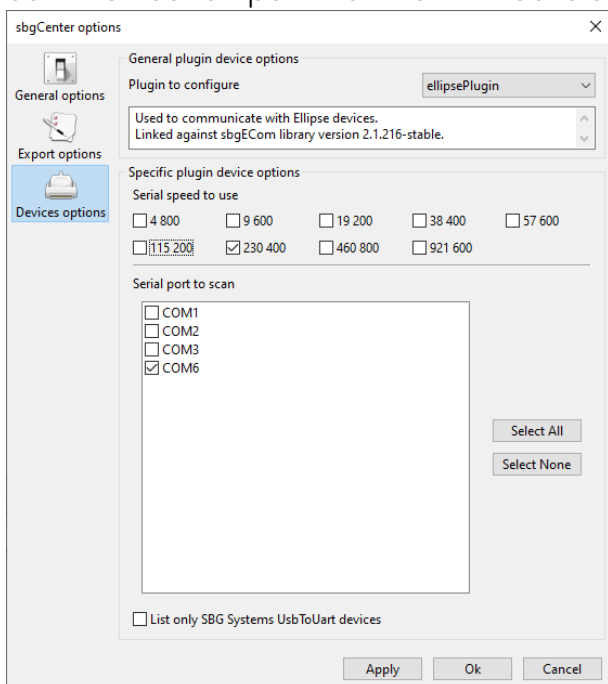 sbgCenter options
General options
Export options
Devices options
General plugin device options
Plugin to configure
ellipsePlugin
Used to communicate with Ellipse devices.
Linked against sbgECom library version 2.1.216-stable.
Specific plugin device options
Serial speed to use
4 800 9 600 19 200 38 400 57 600
115 200 230 400 460 800 921 600
Serial port to scan
COM1
COM2
COM3
COM6
Select All
Select None
List only SBG Systems UsbToUart devices
Apply Ok Cancel